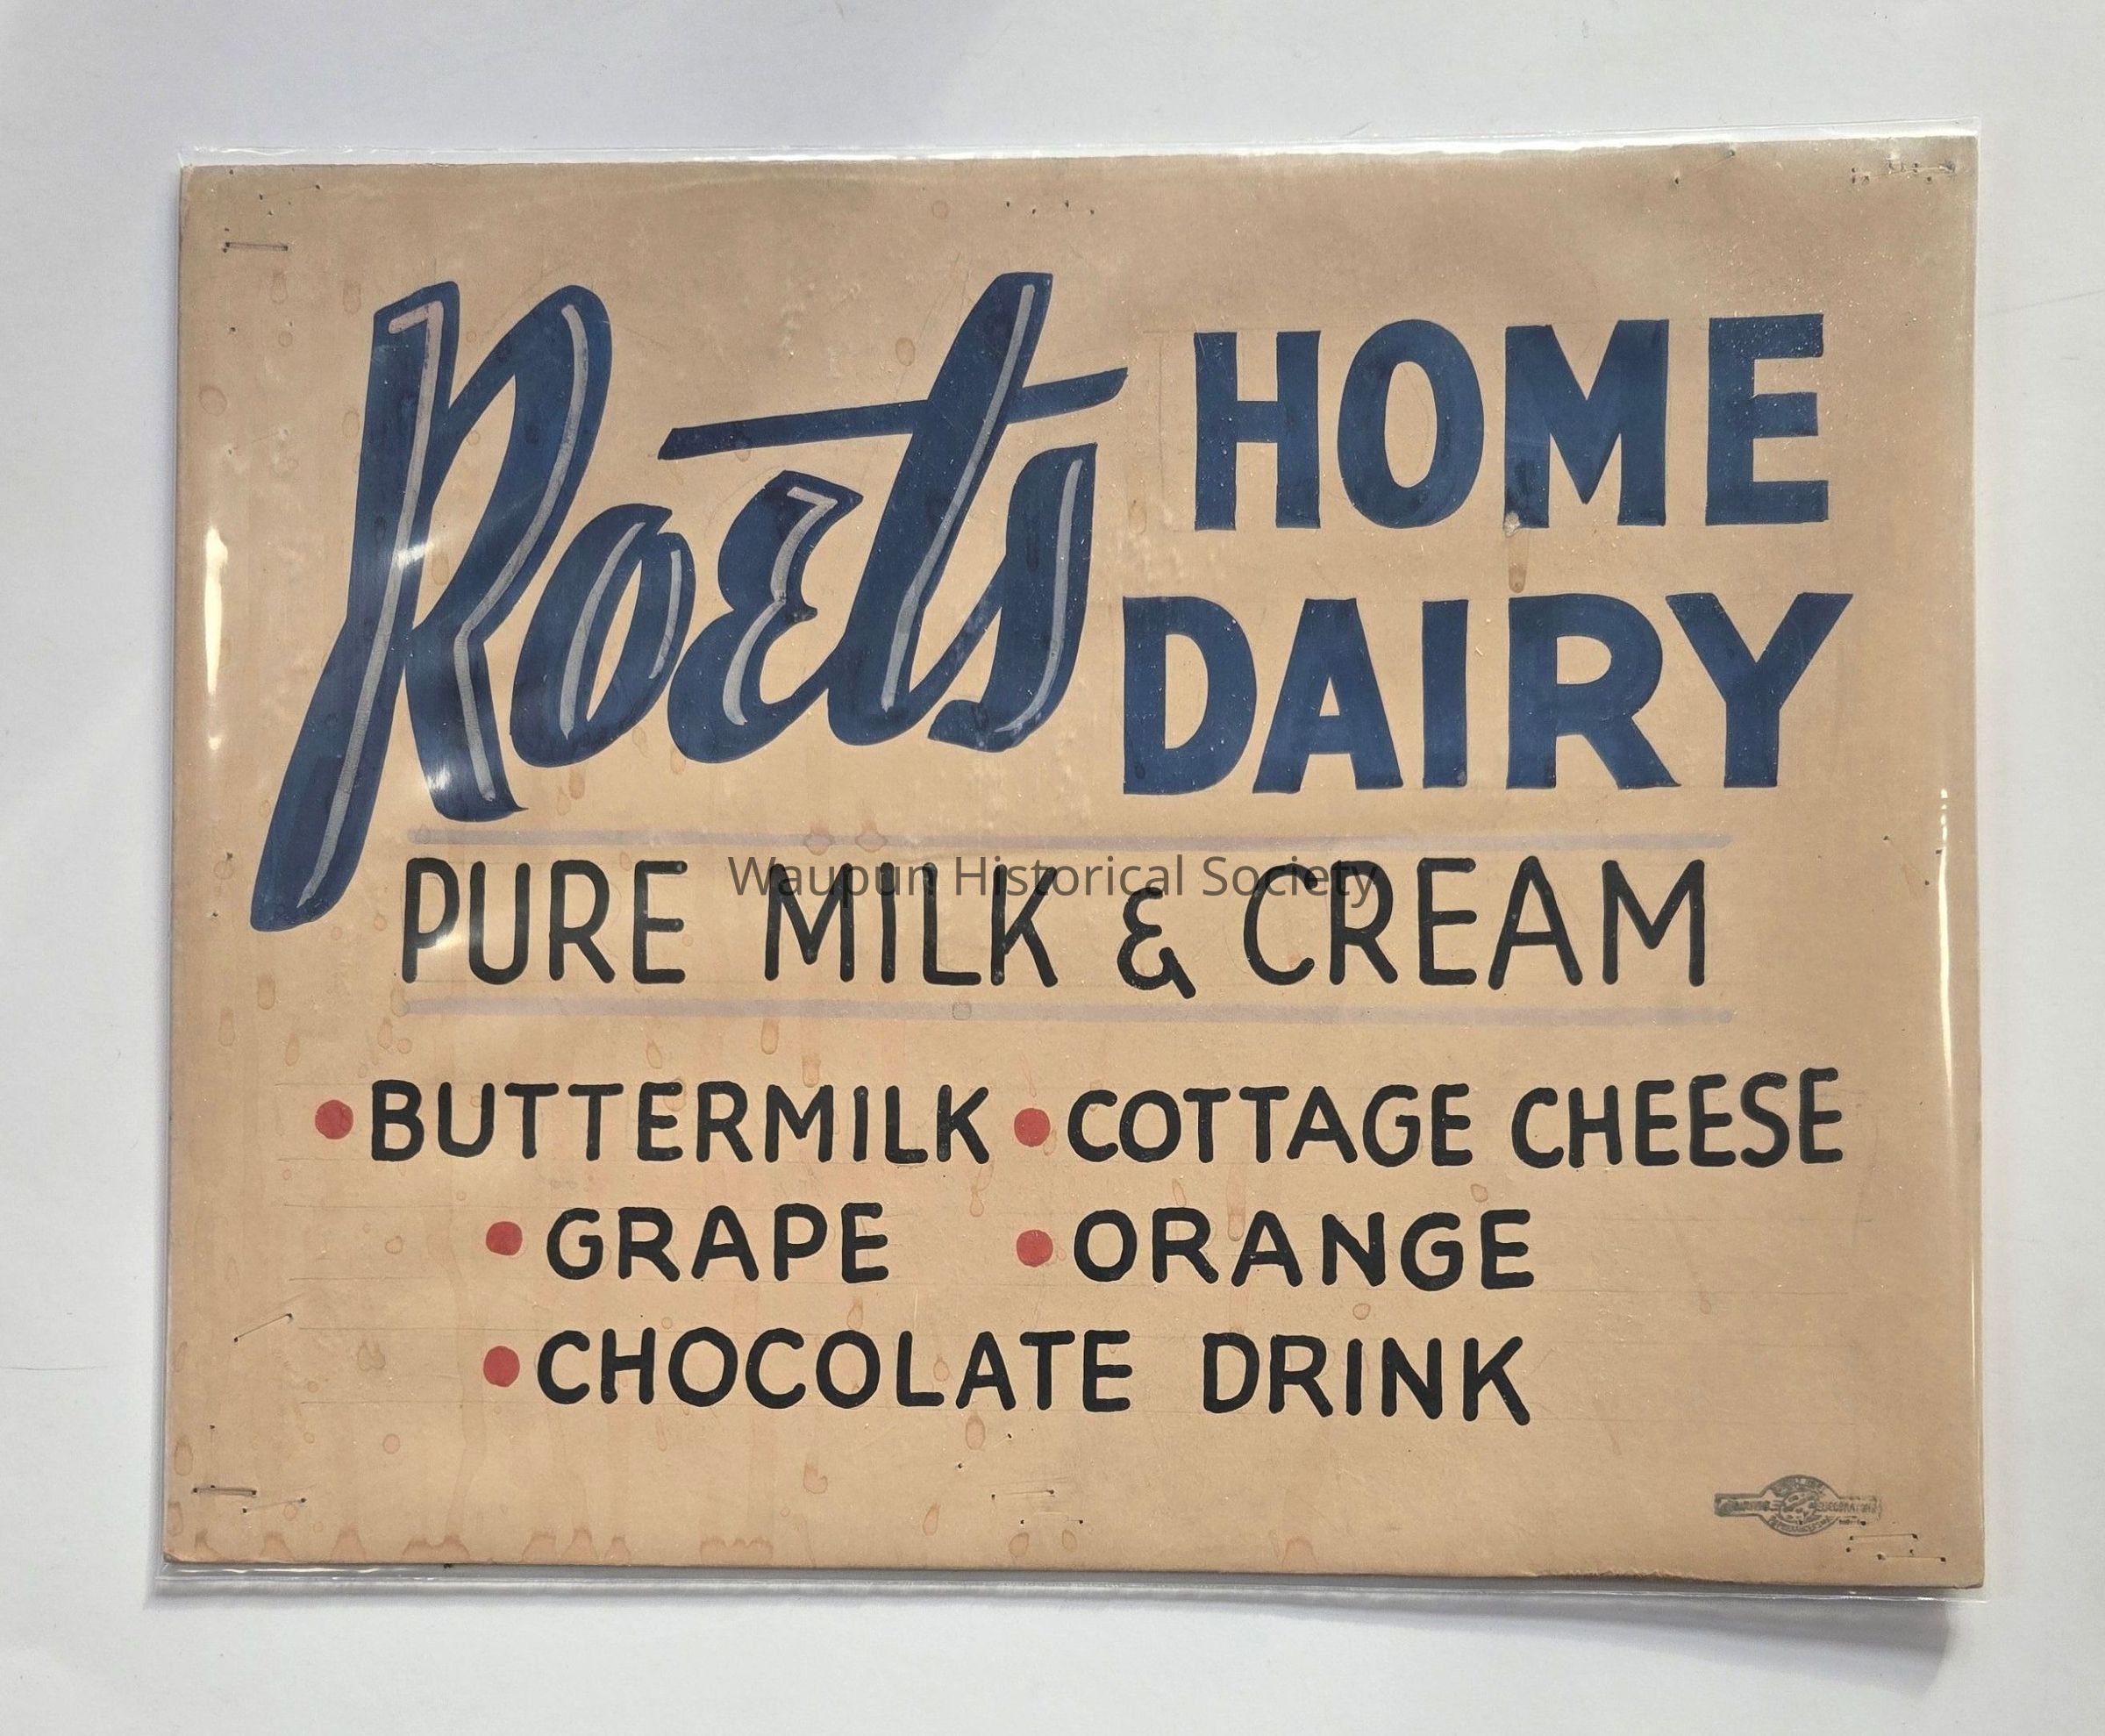 Roets HOME
DAIRY
PURE MILK & CREAM
Waupun Historical Society
• BUTTERMILK • COTTAGE CHEESE
• GRAPE • ORANGE
• CHOCOLATE DRINK